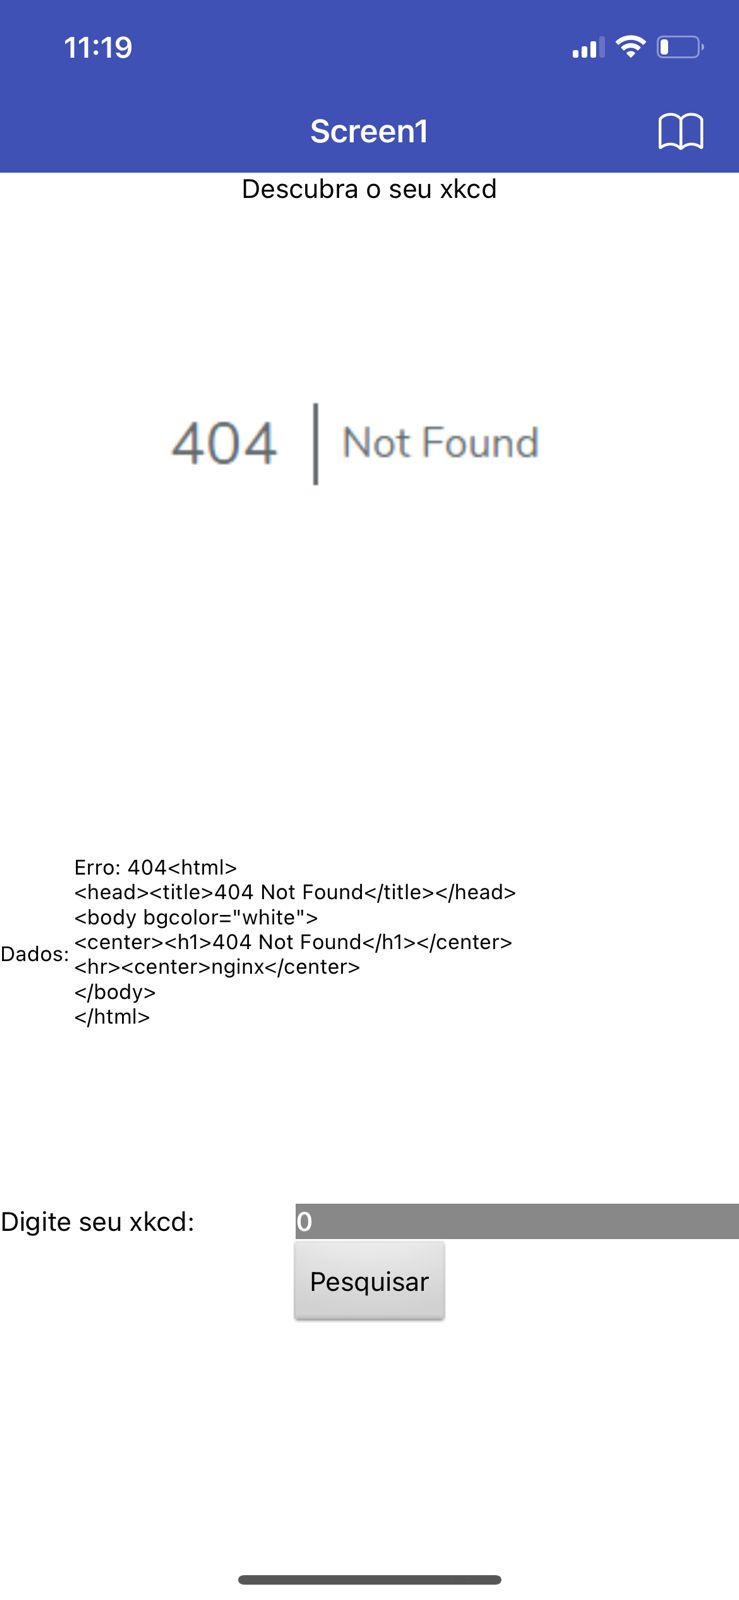 11:19
Screen1
Descubra o seu xkcd
404 | Not Found
Erro: 404<html>
<head><title>404 Not Found</title></head>
<body bgcolor="white">
<center><h1>404 Not Found</h1></center>
Dados:
<hr><center>nginx</center>
</body>
</html>
Digite seu xkcd:
0
Pesquisar